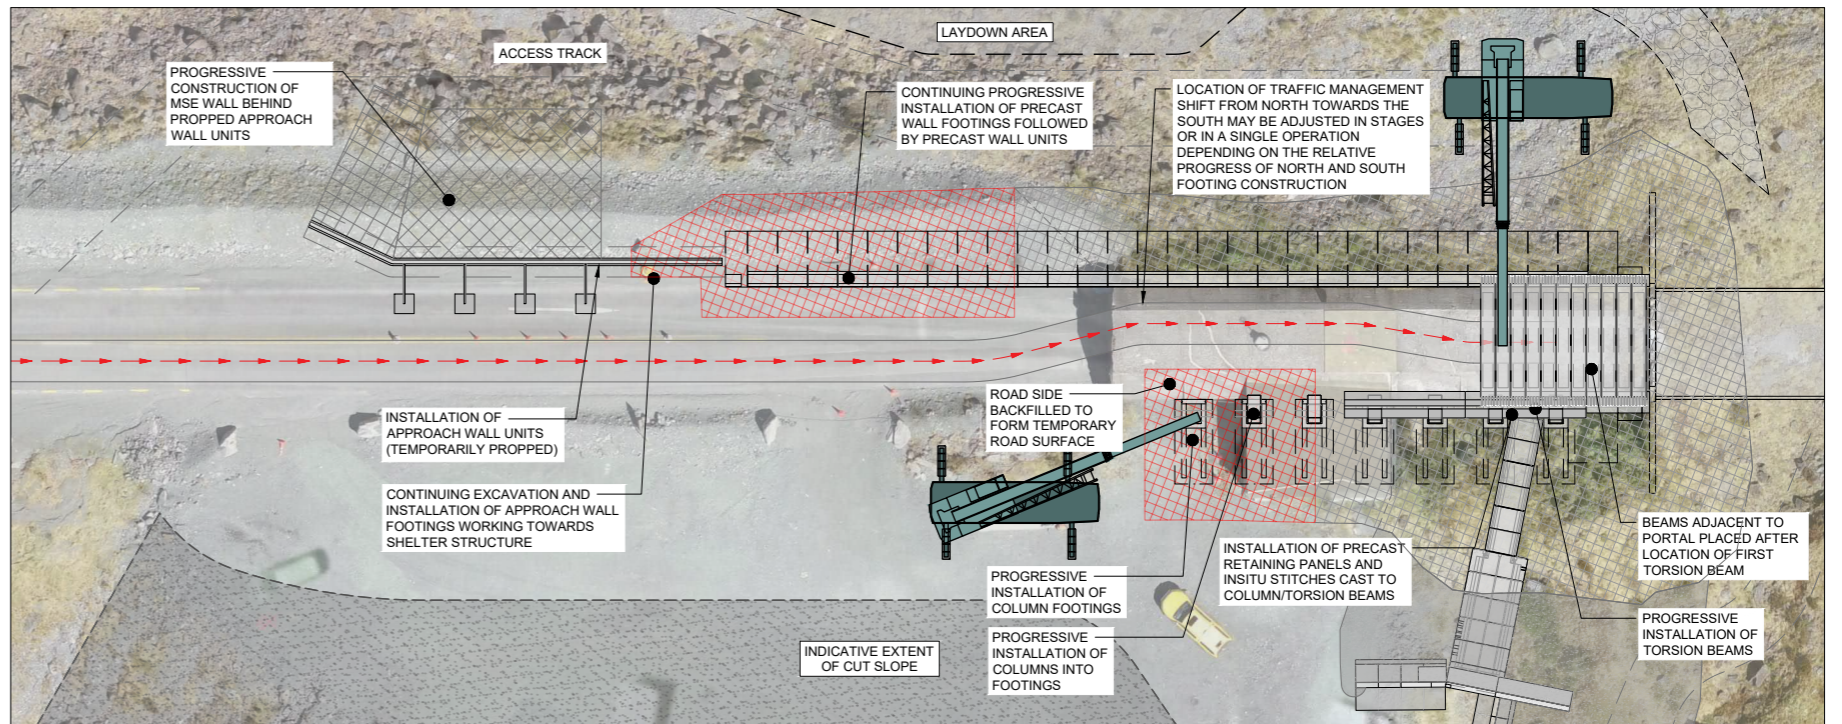 LAYDOWN AREA
ACCESS TRACK
PROGRESSIVE
CONSTRUCTION OF
MSE WALL BEHIND
PROPPED APPROACH
WALL UNITS
CONTINUING PROGRESSIVE
INSTALLATION OF PRECAST
WALL FOOTINGS FOLLOWED
BY PRECAST WALL UNITS
LOCATION OF TRAFFIC MANAGEMENT
SHIFT FROM NORTH TOWARDS THE
SOUTH MAY BE ADJUSTED IN STAGES
OR IN A SINGLE OPERATION
DEPENDING ON THE RELATIVE
PROGRESS OF NORTH AND SOUTH
FOOTING CONSTRUCTION
INSTALLATION OF
APPROACH WALL UNITS
(TEMPORARILY PROPPED)
ROAD SIDE
BACKFILLED TO
FORM TEMPORARY
ROAD SURFACE
CONTINUING EXCAVATION AND
INSTALLATION OF APPROACH WALL
FOOTINGS WORKING TOWARDS
SHELTER STRUCTURE
PROGRESSIVE
INSTALLATION OF
COLUMN FOOTINGS
INSTALLATION OF PRECAST
RETAINING PANELS AND
INSITU STITCHES CAST TO
COLUMN/TORSION BEAMS
BEAMS ADJACENT TO
PORTAL PLACED AFTER
LOCATION OF FIRST
TORSION BEAM
PROGRESSIVE
INSTALLATION OF
COLUMNS INTO
FOOTINGS
PROGRESSIVE
INSTALLATION OF
TORSION BEAMS
INDICATIVE EXTENT
OF CUT SLOPE